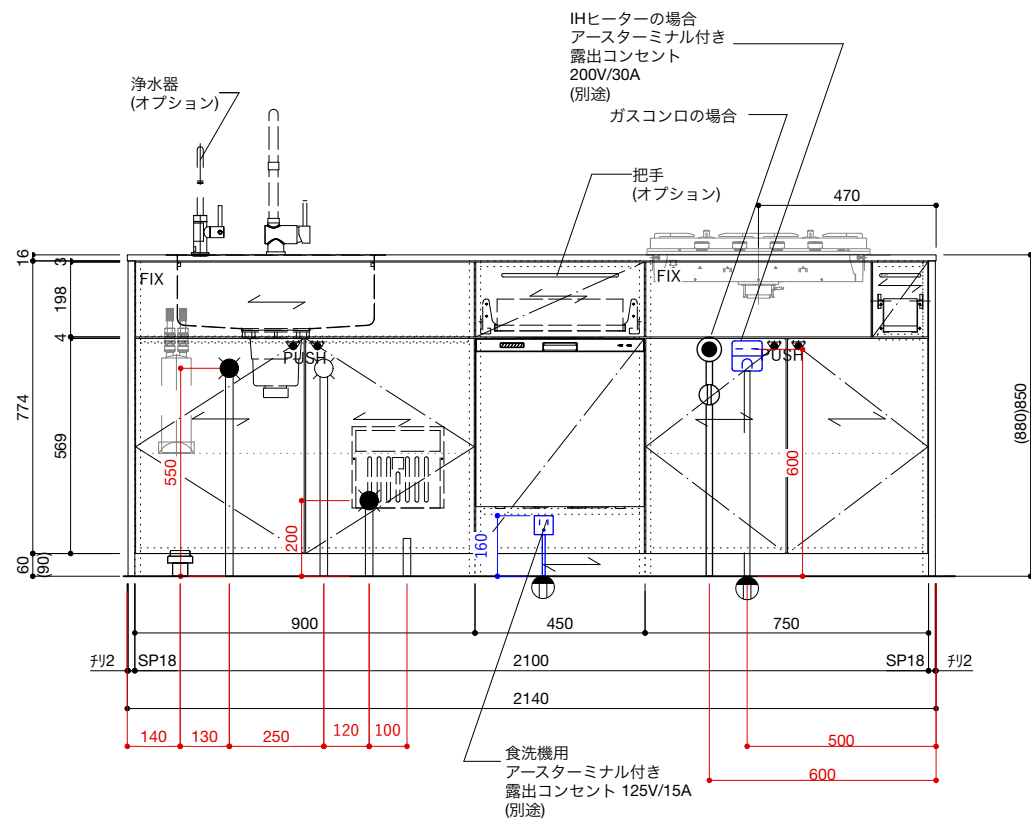 IHヒーターの場合
アースターミナル付き
露出コンセント
200V/30A
(別途)
浄水器
(オプション)
ガスコンロの場合
把手
(オプション)
470
16
3
FIX
FIX
198
4
PUSH
PUSH
774
569
550
200
160
600
(880)850
60
(90)
900
450
750
チリ2
SP18
2100
SP18
チリ2
2140
140
130
250
120
100
500
600
食洗機用
アースターミナル付き
露出コンセント 125V/15A
(別途)